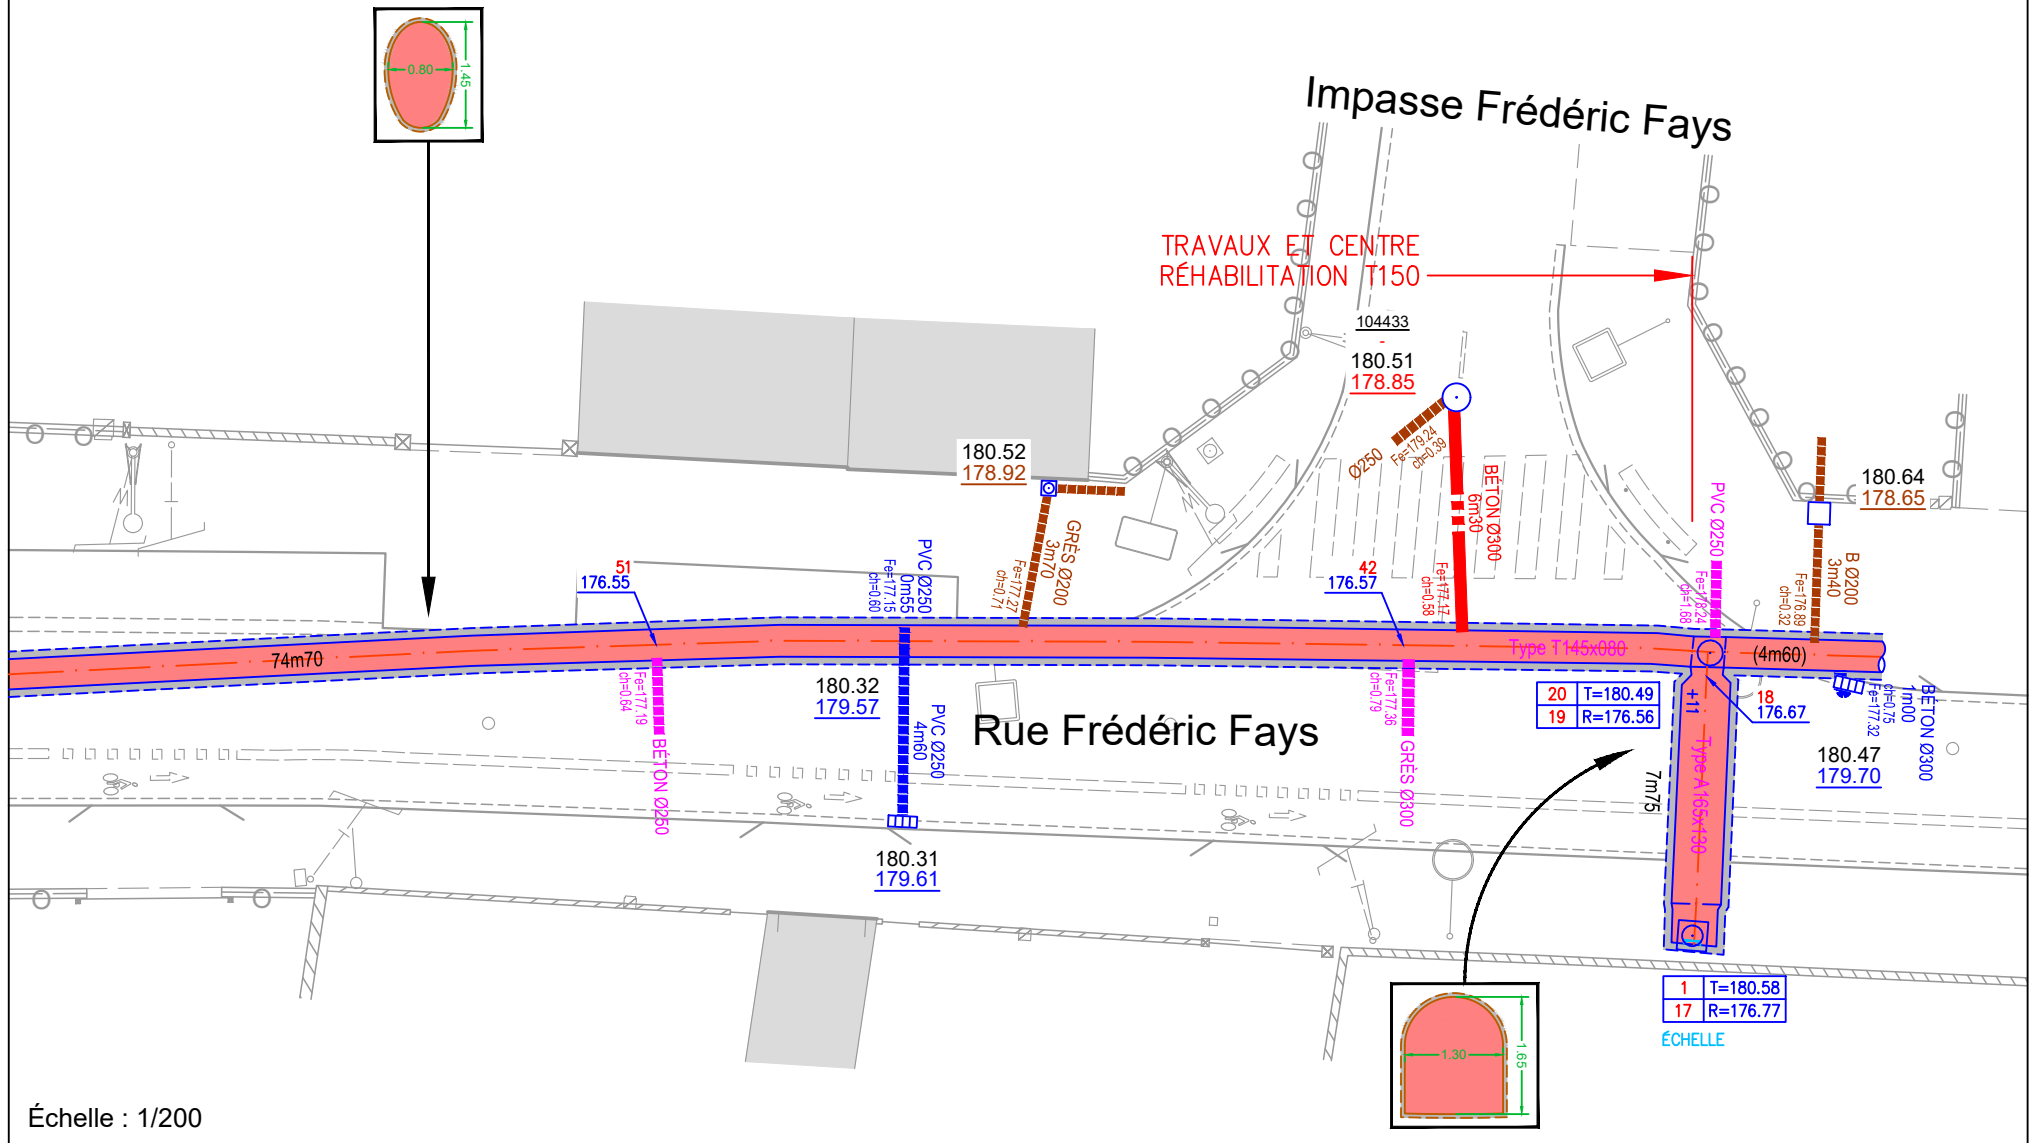 0.80
1.45
Impasse Frédéric Fays
TRAVAUX ET CENTRE
RÉHABILITATION T150
104433
-
180.51
178.85
180.52
178.92
Ø250
Fe=179.24
ch=0.39
BÉTON Ø300
6m30
Fe=177.17
ch=0.58
GRÈS Ø200
3m70
Fe=177.27
ch=0.71
PVC Ø250
0m55
Fe=177.15
ch=0.60
51
176.55
42
176.57
PVC Ø250
Fe=178.24
ch=1.68
180.64
178.65
B Ø200
3m40
Fe=176.89
ch=0.32
74m70
Type T145x080
(4m60)
Fe=177.19
ch=0.64
BÉTON Ø250
180.32
179.57
PVC Ø250
4m60
Rue Frédéric Fays
Fe=177.36
ch=0.79
GRÈS Ø300
20 T=180.49
19 R=176.56
+11
18
176.67
Type A165x130
7m75
BÉTON Ø300
1m00
ch=0.75
Fe=177.32
180.47
179.70
180.31
179.61
1 T=180.58
17 R=176.77
ÉCHELLE
1.30
1.65
Échelle : 1/200